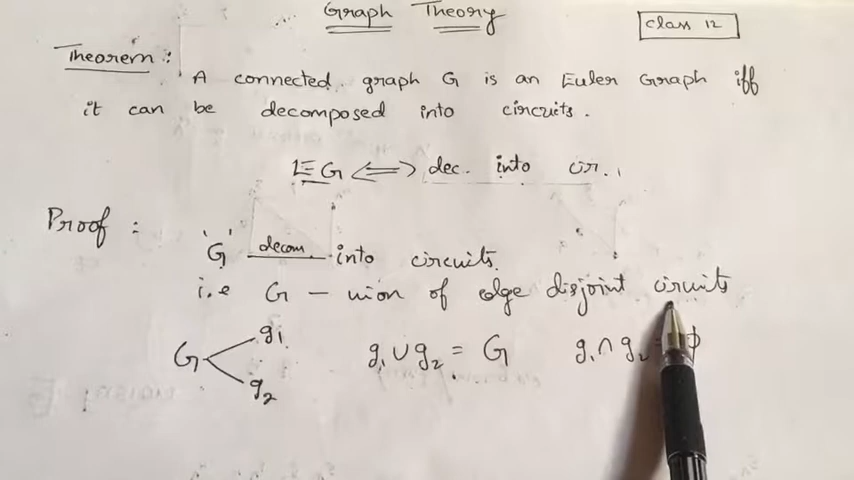 Graph Theory
class 12
Theorem :
A connected graph G is an Euler Graph iff
it can be decomposed into circuits.
EG ⟺ dec. into cir.
Proof :
'G' decom into circuits.
i.e G - uion of edge disjoint circuits
G g1 g2
g1 ∪ g2 = G g1 ∩ g2 = ϕ